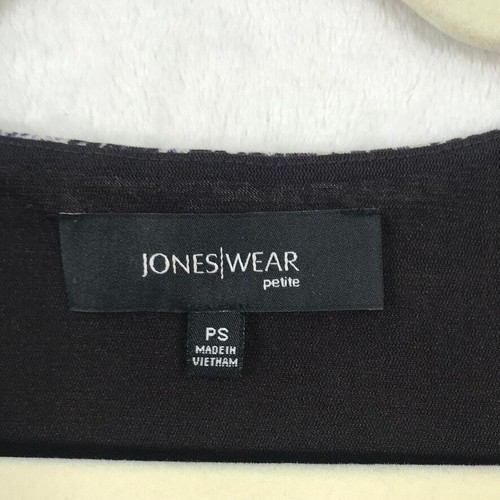 JONES|WEAR
petite
PS
MADE IN
VIETNAM